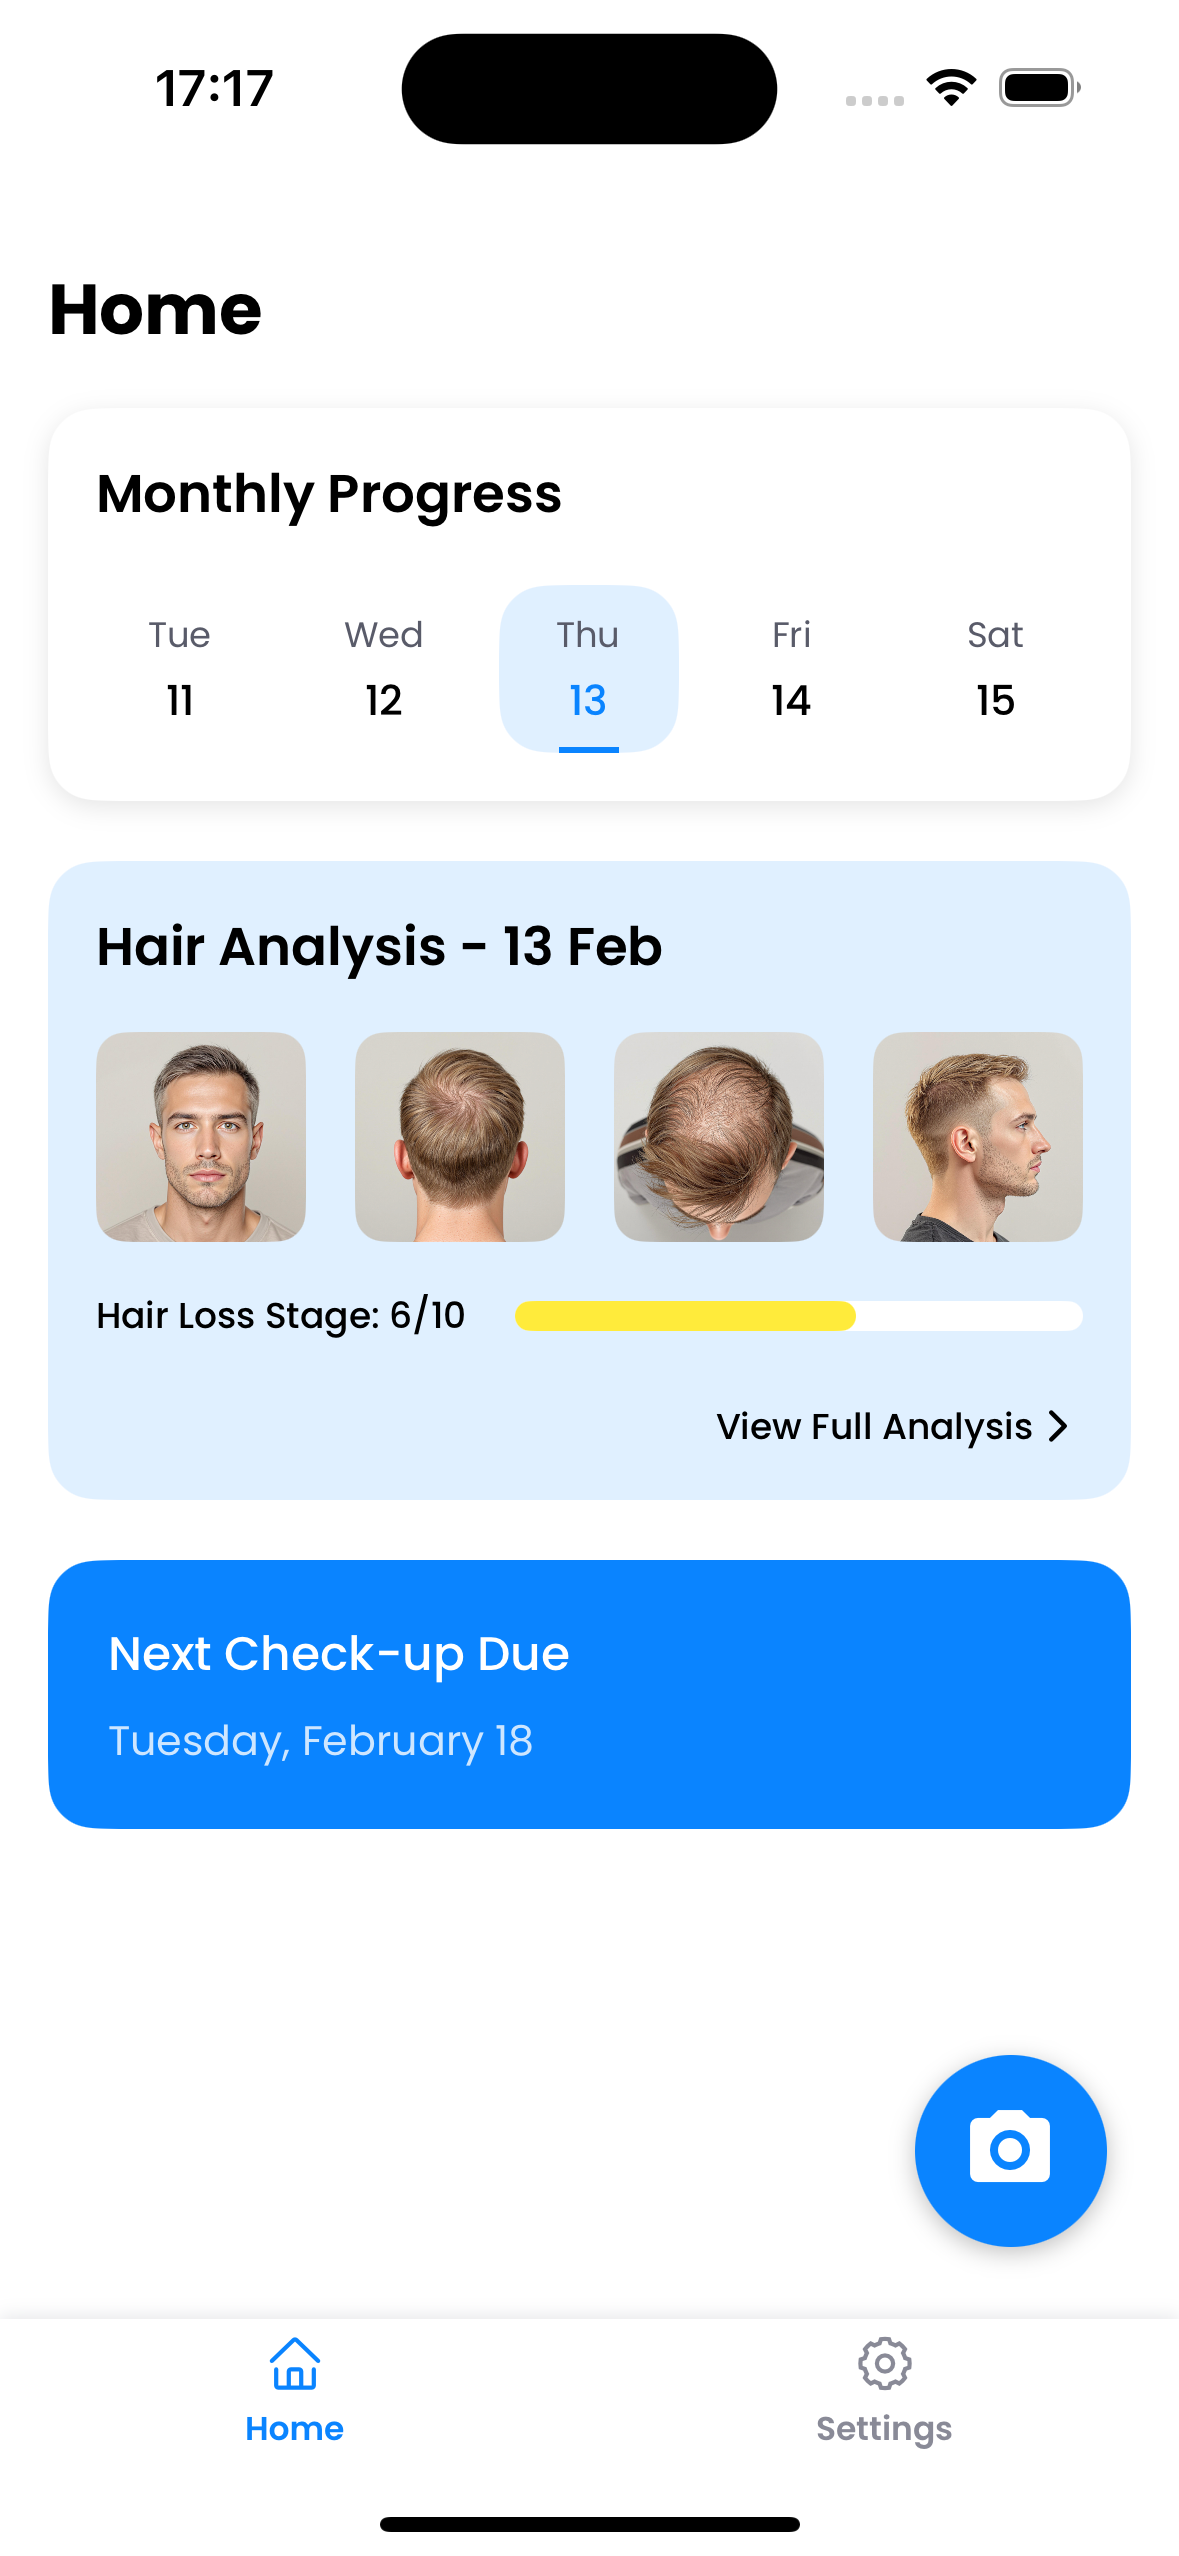 17:17
Home
Monthly Progress
Tue Wed Thu Fri Sat
11 12 13 14 15
Hair Analysis - 13 Feb
Hair Loss Stage: 6/10
View Full Analysis
Next Check-up Due
Tuesday, February 18
Home Settings